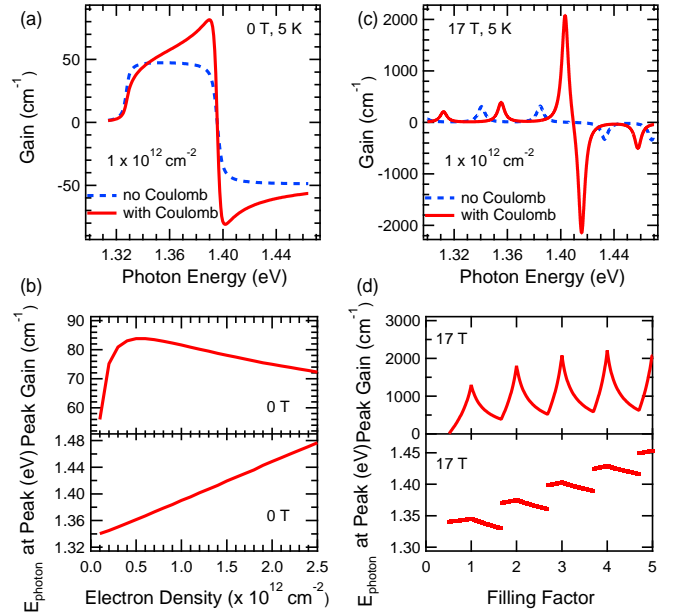 (a)
0 T, 5 K
50
0
-50
Gain (cm⁻¹)
1 x 10¹² cm⁻²
no Coulomb
with Coulomb
1.32
1.36
1.40
1.44
Photon Energy (eV)
(c)
17 T, 5 K
2000
1000
0
-1000
-2000
Gain (cm⁻¹)
1 x 10¹² cm⁻²
no Coulomb
with Coulomb
1.32
1.36
1.40
1.44
Photon Energy (eV)
(b)
90
80
70
60
Peak Gain (cm⁻¹)
0 T
1.48
1.44
1.40
1.36
1.32
E_photon at Peak (eV)
0 T
0.0
0.5
1.0
1.5
2.0
2.5
Electron Density (x 10¹² cm⁻²)
(d)
17 T
3000
2000
1000
0
Peak Gain (cm⁻¹)
17 T
1.45
1.40
1.35
1.30
E_photon at Peak (eV)
0
1
2
3
4
5
Filling Factor